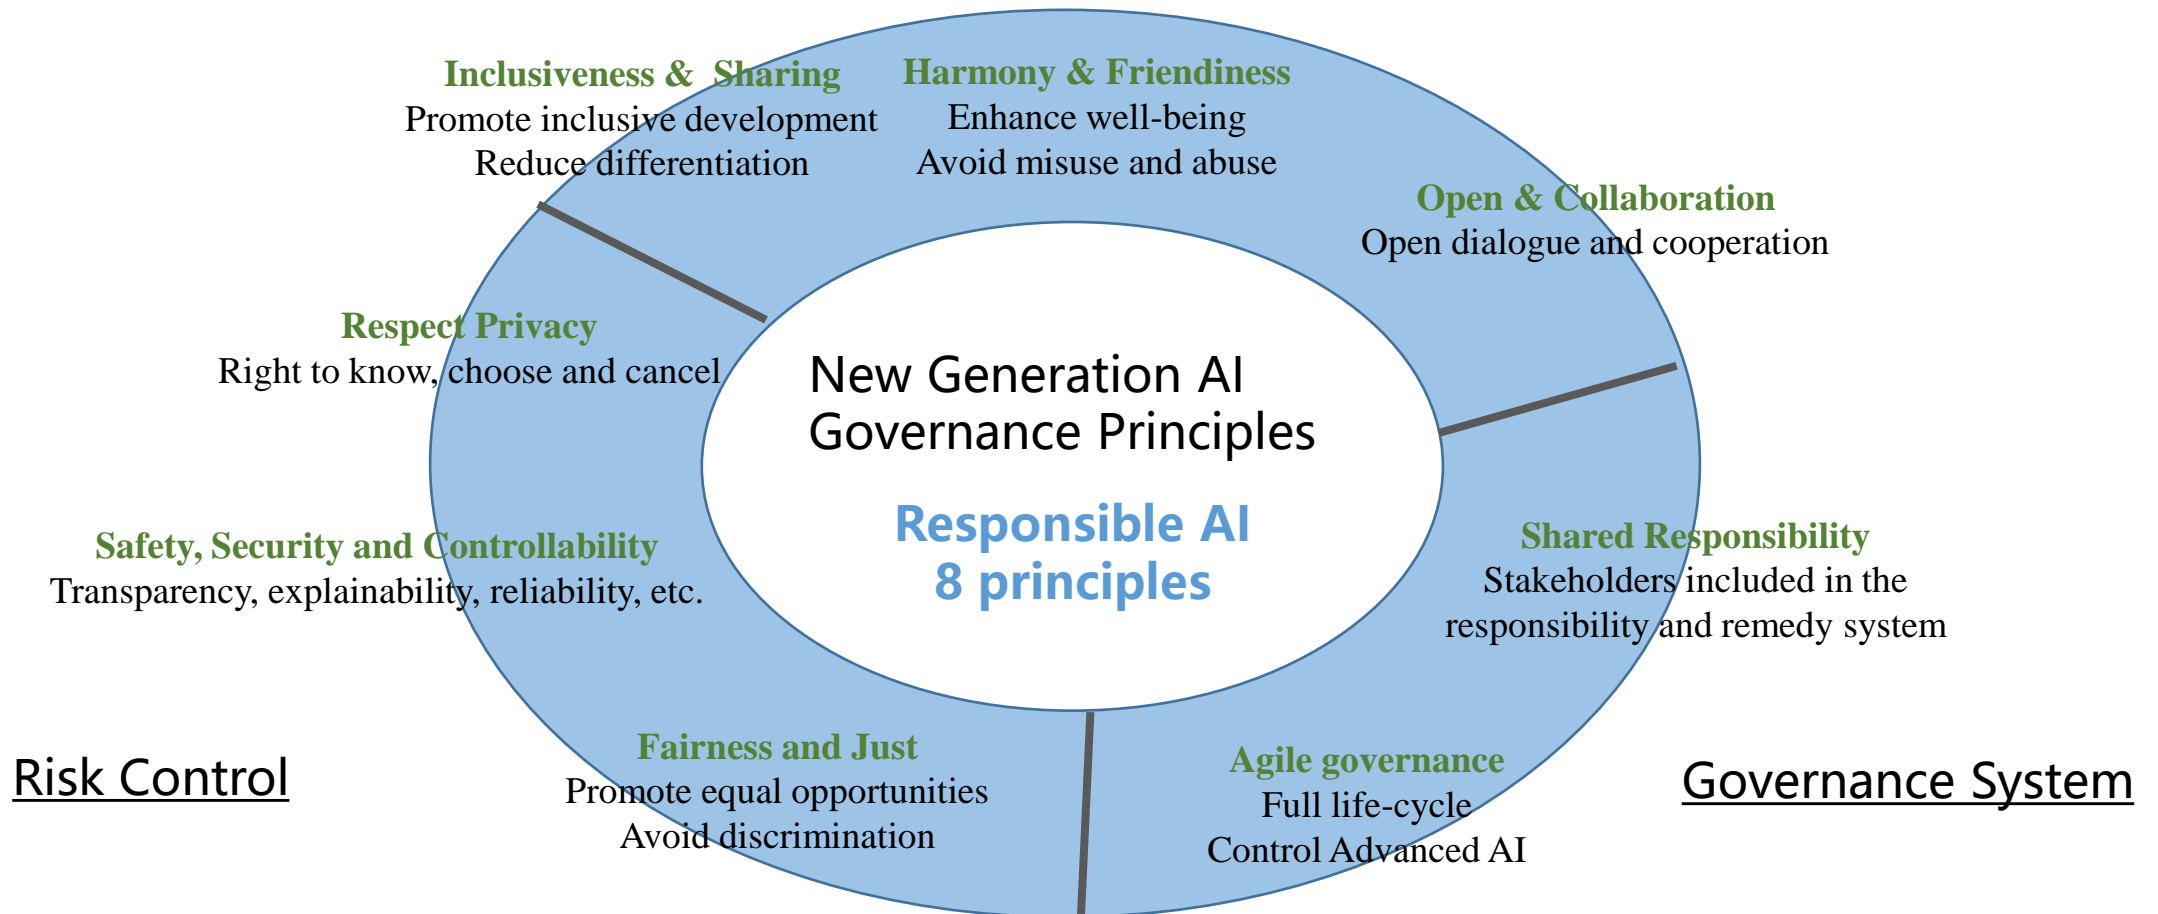 Inclusiveness & Sharing
Promote inclusive development
Reduce differentiation
Harmony & Friendiness
Enhance well-being
Avoid misuse and abuse
Open & Collaboration
Open dialogue and cooperation
Respect Privacy
Right to know, choose and cancel
New Generation AI
Governance Principles
Responsible AI
8 principles
Safety, Security and Controllability
Transparency, explainability, reliability, etc.
Shared Responsibility
Stakeholders included in the
responsibility and remedy system
Risk Control
Fairness and Just
Promote equal opportunities
Avoid discrimination
Agile governance
Full life-cycle
Control Advanced AI
Governance System